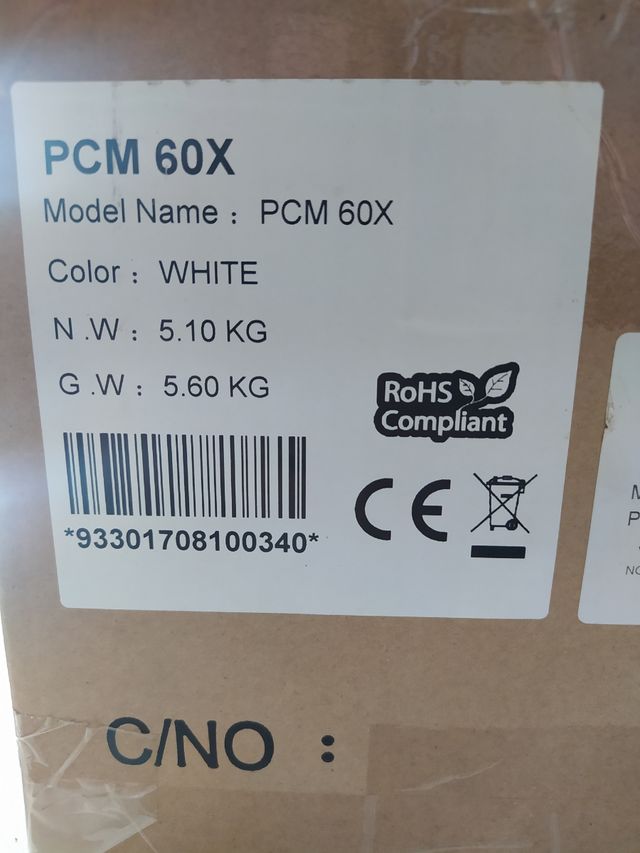 PCM 60X
Model Name : PCM 60X
Color : WHITE
N .W : 5.10 KG
G .W : 5.60 KG
RoHS
Compliant
*93301708100340*
CE
C/NO :